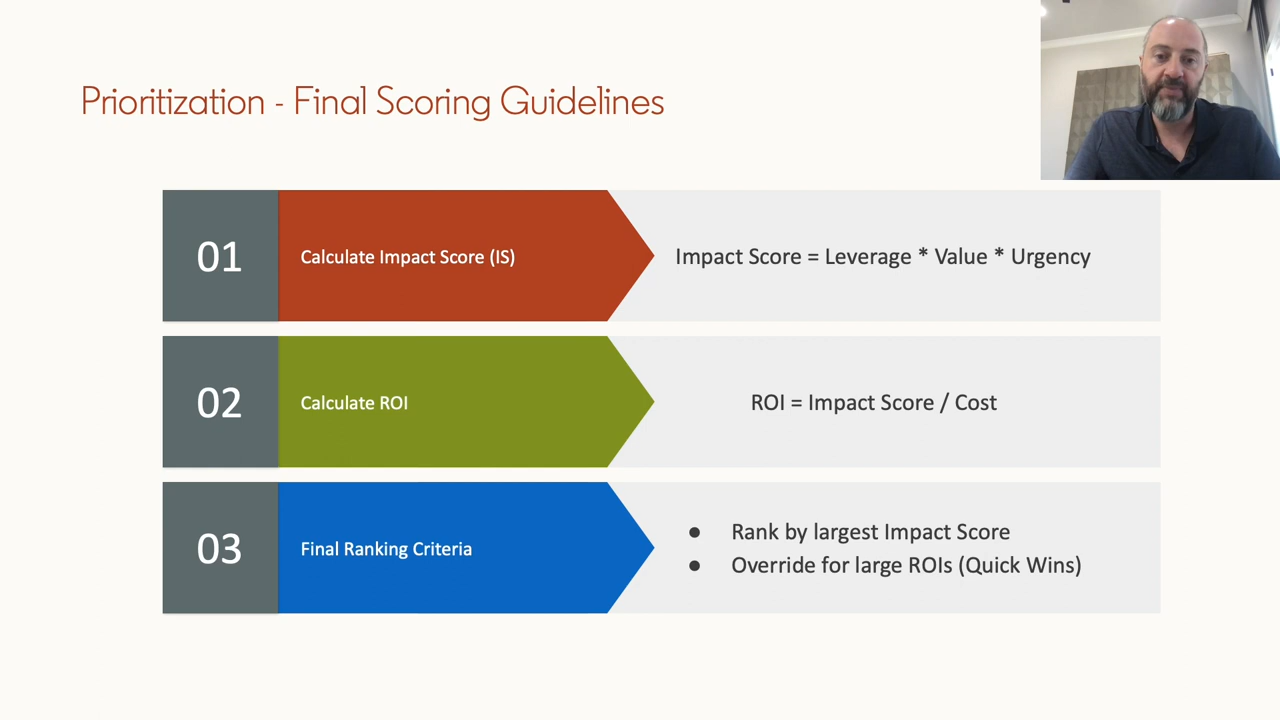 Prioritization - Final Scoring Guidelines
01
Calculate Impact Score (IS)
Impact Score = Leverage * Value * Urgency
02
Calculate ROI
ROI = Impact Score / Cost
03
Final Ranking Criteria
● Rank by largest Impact Score
● Override for large ROIs (Quick Wins)